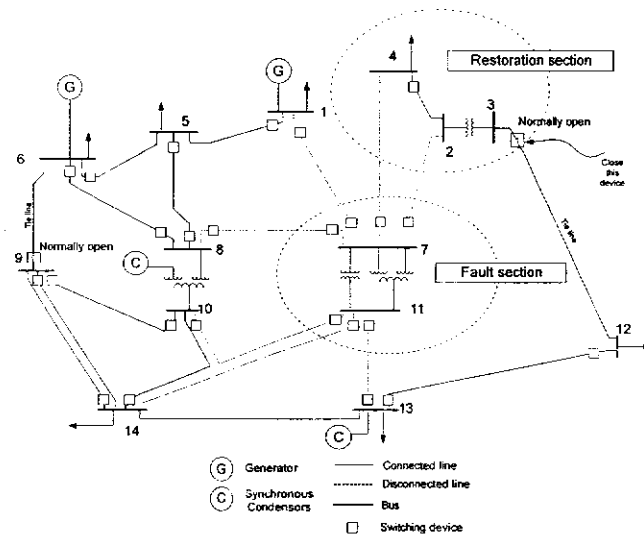 4
Restoration section
G
G
1
3
Normally open
5
6
2
Close
this
device
Tie line
Tie line
Normally open
8
7
9
C
Fault section
10
11
12
14
13
C
G Generator
C Synchronous
Condensors
Connected line
Disconnected line
Bus
Switching device